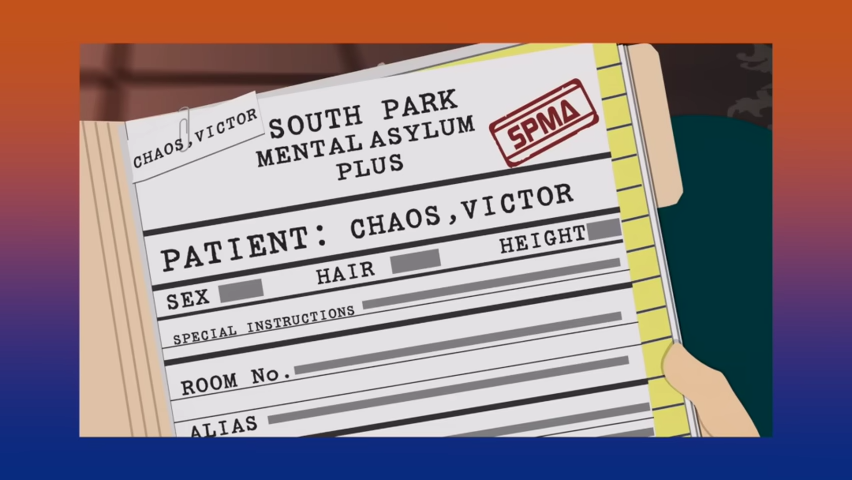 CHAOS,VICTOR
SOUTH PARK
MENTAL ASYLUM
PLUS
SPMA
PATIENT: CHAOS,VICTOR
SEX HAIR HEIGHT
SPECIAL INSTRUCTIONS
ROOM No.
ALIAS